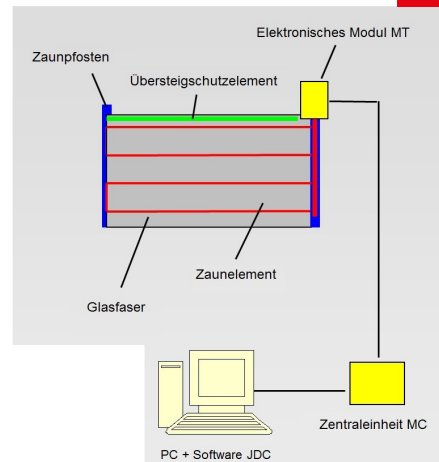 Elektronisches Modul MT
Zaunpfosten
Übersteigschutzelement
Zaunelement
Glasfaser
Zentraleinheit MC
PC + Software JDC